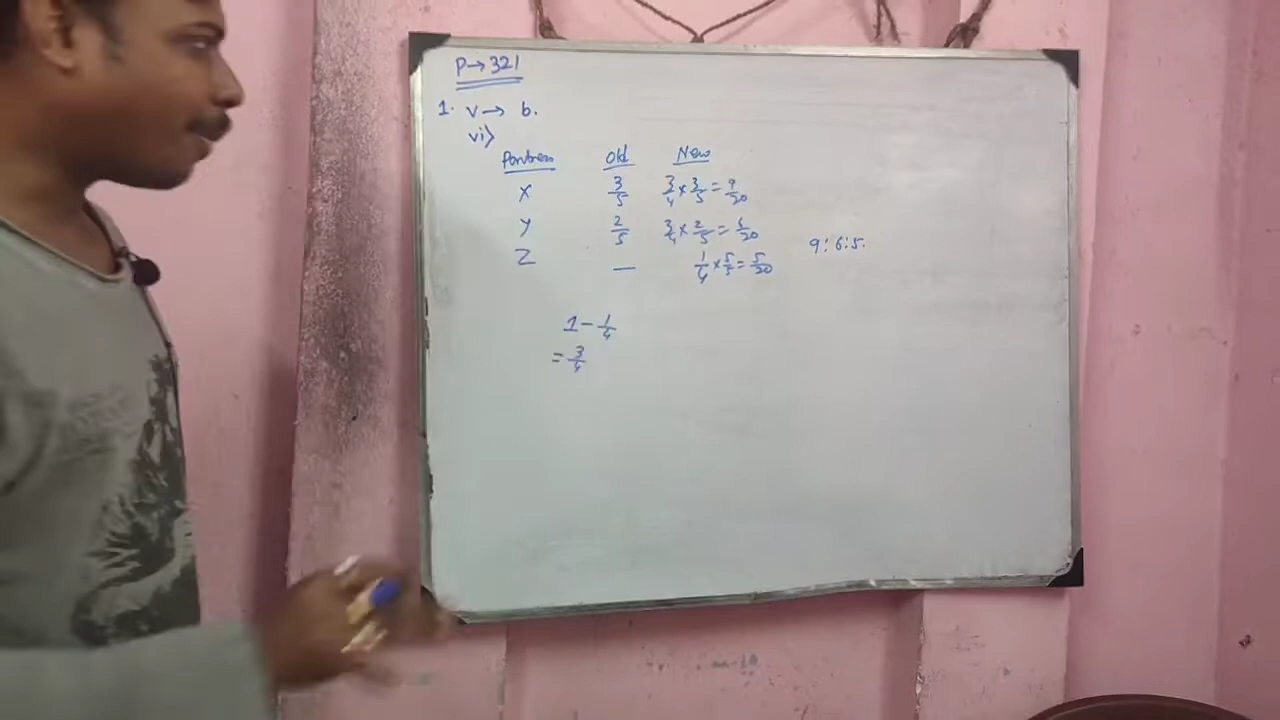 P→321
1. v→ b.
vi)
Partners Old New
X 3/5 3/4 × 3/5 = 9/20
Y 2/5 3/4 × 2/5 = 6/20
Z — 1/4 × 5/5 = 5/20
9:6:5.
1 - 1/4
= 3/4